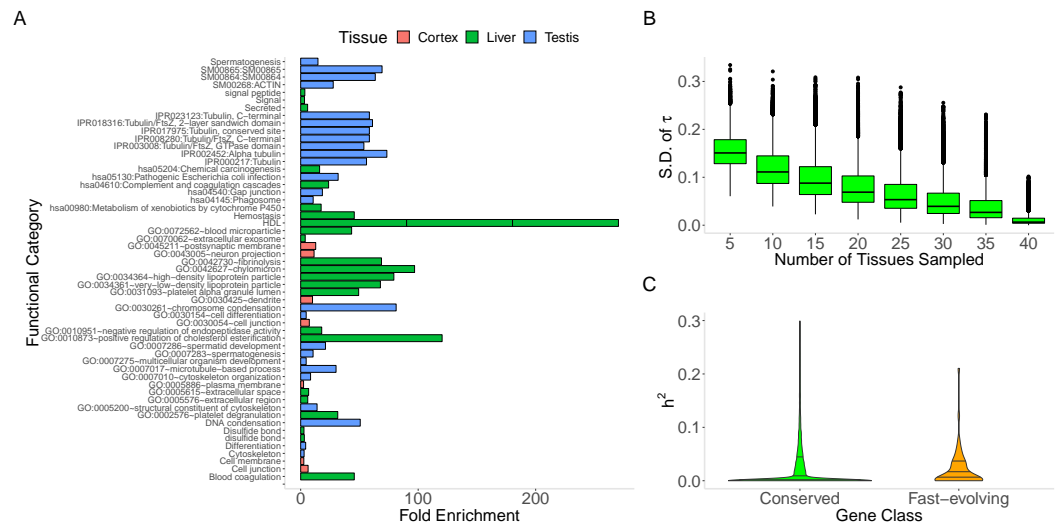 A
Tissue Cortex Liver Testis
Functional Category
Spermatogenesis
SM00865:SM00865
SM00864:SM00864
SM00268:ACTIN
signal peptide
Signal
Secreted
IPR023123:Tubulin, C−terminal
IPR018316:Tubulin/FtsZ, 2−layer sandwich domain
IPR017975:Tubulin, conserved site
IPR008280:Tubulin/FtsZ, C−terminal
IPR003008:Tubulin/FtsZ, GTPase domain
IPR002452:Alpha tubulin
IPR000217:Tubulin
hsa05204:Chemical carcinogenesis
hsa05130:Pathogenic Escherichia coli infection
hsa04610:Complement and coagulation cascades
hsa04540:Gap junction
hsa04145:Phagosome
hsa00980:Metabolism of xenobiotics by cytochrome P450
Hemostasis
HDL
GO:0072562~blood microparticle
GO:0070062~extracellular exosome
GO:0045211~postsynaptic membrane
GO:0043005~neuron projection
GO:0042730~fibrinolysis
GO:0042627~chylomicron
GO:0034364~high−density lipoprotein particle
GO:0034361~very−low−density lipoprotein particle
GO:0031093~platelet alpha granule lumen
GO:0030425~dendrite
GO:0030261~chromosome condensation
GO:0030154~cell differentiation
GO:0030054~cell junction
GO:0010951~negative regulation of endopeptidase activity
GO:0010873~positive regulation of cholesterol esterification
GO:0007286~spermatid development
GO:0007283~spermatogenesis
GO:0007275~multicellular organism development
GO:0007017~microtubule−based process
GO:0007010~cytoskeleton organization
GO:0005886~plasma membrane
GO:0005615~extracellular space
GO:0005576~extracellular region
GO:0005200~structural constituent of cytoskeleton
GO:0002576~platelet degranulation
DNA condensation
Disulfide bond
disulfide bond
Differentiation
Cytoskeleton
Cell membrane
Cell junction
Blood coagulation
0 100 200
Fold Enrichment
B
S.D. of τ
0.3
0.2
0.1
0.0
5 10 15 20 25 30 35 40
Number of Tissues Sampled
C
h²
0.3
0.2
0.1
0.0
Conserved Fast−evolving
Gene Class